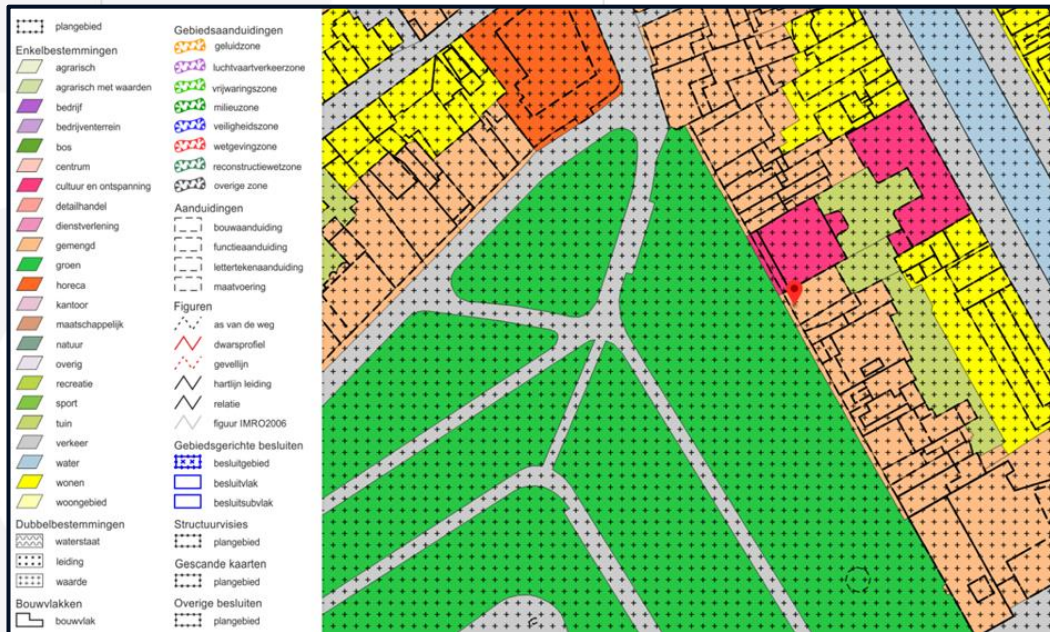 plangebied
Enkelbestemmingen
agrarisch
agrarisch met waarden
bedrijf
bedrijventerrein
bos
centrum
cultuur en ontspanning
detailhandel
dienstverlening
gemengd
groen
horeca
kantoor
maatschappelijk
natuur
overig
recreatie
sport
tuin
verkeer
water
wonen
woongebied
Dubbelbestemmingen
waterstaat
leiding
waarde
Bouwvlakken
bouwvlak
Gebiedsaanduidingen
geluidzone
luchtvaartverkeerzone
vrijwaringszone
milieuzone
veiligheidszone
wetgevingzone
reconstructiewetzone
overige zone
Aanduidingen
bouwaanduiding
functieaanduiding
lettertekenaanduiding
maatvoering
Figuren
as van de weg
dwarsprofiel
gevellijn
hartlijn leiding
relatie
figuur IMRO2006
Gebiedsgerichte besluiten
besluitgebied
besluitvlak
besluitsubvlak
Structuurvisies
plangebied
Gescande kaarten
plangebied
Overige besluiten
plangebied